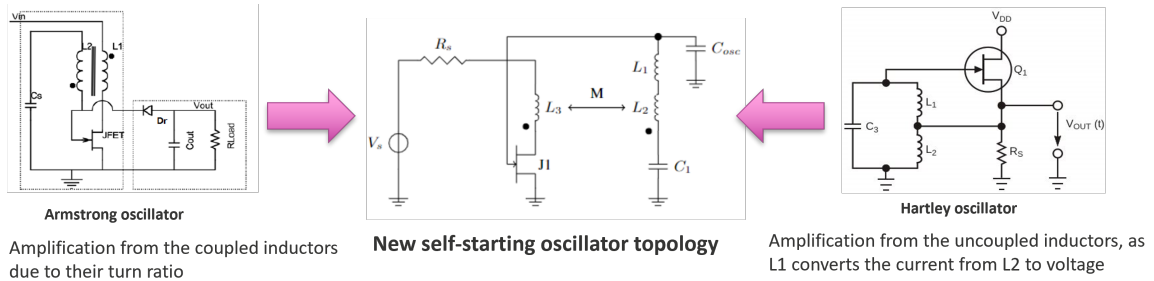 Vin
L2
L1
Cs
JFET
Dr
Vout
Cout
RLoad
Armstrong oscillator
Amplification from the coupled inductors
due to their turn ratio
Rs
Vs
L3
M
L2
L1
Cosc
J1
C1
New self-starting oscillator topology
VDD
Q1
L1
C3
L2
RS
VOUT (t)
Hartley oscillator
Amplification from the uncoupled inductors, as
L1 converts the current from L2 to voltage